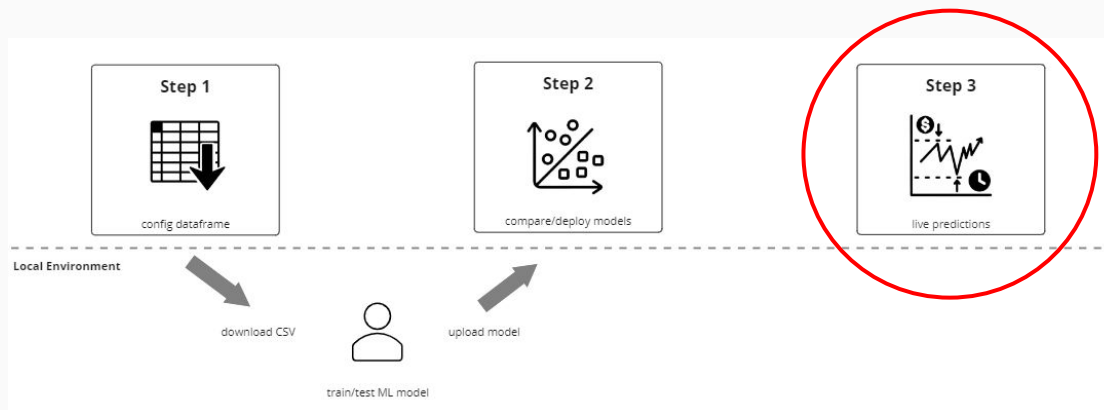 Step 1
config dataframe
Step 2
compare/deploy models
Step 3
$
live predictions
Local Environment
download CSV
upload model
train/test ML model